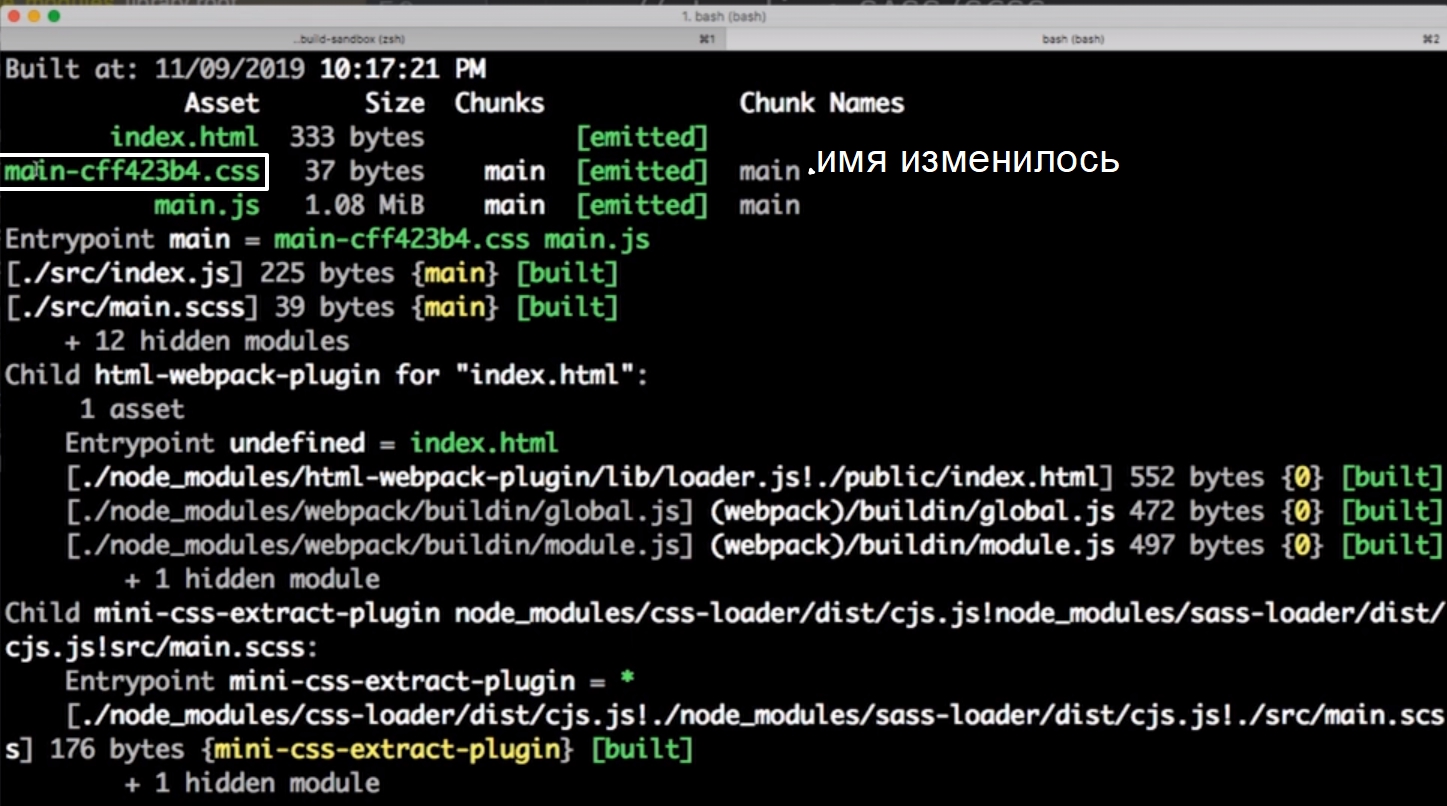 1. bash (bash)
..build-sandbox (zsh) ⌘1 bash (bash) ⌘2
Built at: 11/09/2019 10:17:21 PM
Asset Size Chunks Chunk Names
index.html 333 bytes [emitted]
main-cff423b4.css 37 bytes main [emitted] main имя изменилось
main.js 1.08 MiB main [emitted] main
Entrypoint main = main-cff423b4.css main.js
[./src/index.js] 225 bytes {main} [built]
[./src/main.scss] 39 bytes {main} [built]
+ 12 hidden modules
Child html-webpack-plugin for "index.html":
1 asset
Entrypoint undefined = index.html
[./node_modules/html-webpack-plugin/lib/loader.js!./public/index.html] 552 bytes {0} [built]
[./node_modules/webpack/buildin/global.js] (webpack)/buildin/global.js 472 bytes {0} [built]
[./node_modules/webpack/buildin/module.js] (webpack)/buildin/module.js 497 bytes {0} [built]
+ 1 hidden module
Child mini-css-extract-plugin node_modules/css-loader/dist/cjs.js!node_modules/sass-loader/dist/
cjs.js!src/main.scss:
Entrypoint mini-css-extract-plugin = *
[./node_modules/css-loader/dist/cjs.js!./node_modules/sass-loader/dist/cjs.js!./src/main.scs
s] 176 bytes {mini-css-extract-plugin} [built]
+ 1 hidden module